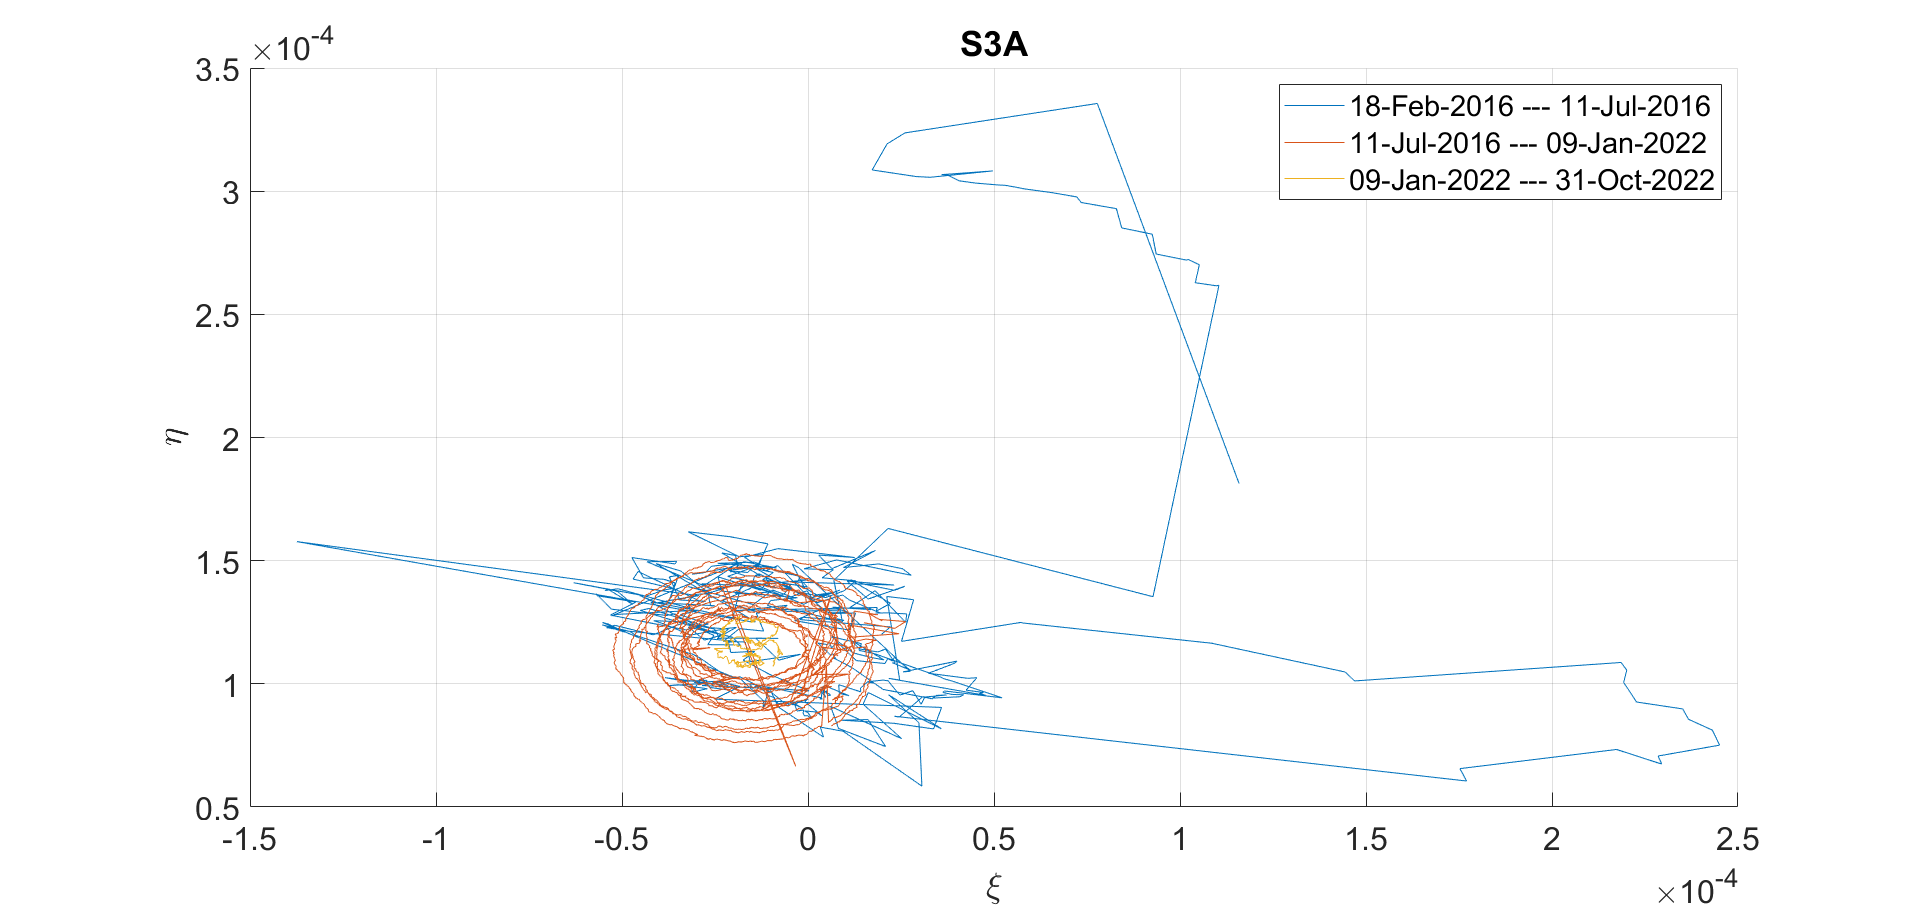 S3A
×10⁻⁴
3.5
3
2.5
2
1.5
1
0.5
η
18-Feb-2016 --- 11-Jul-2016
11-Jul-2016 --- 09-Jan-2022
09-Jan-2022 --- 31-Oct-2022
-1.5 -1 -0.5 0 0.5 1 1.5 2 2.5
ξ
×10⁻⁴